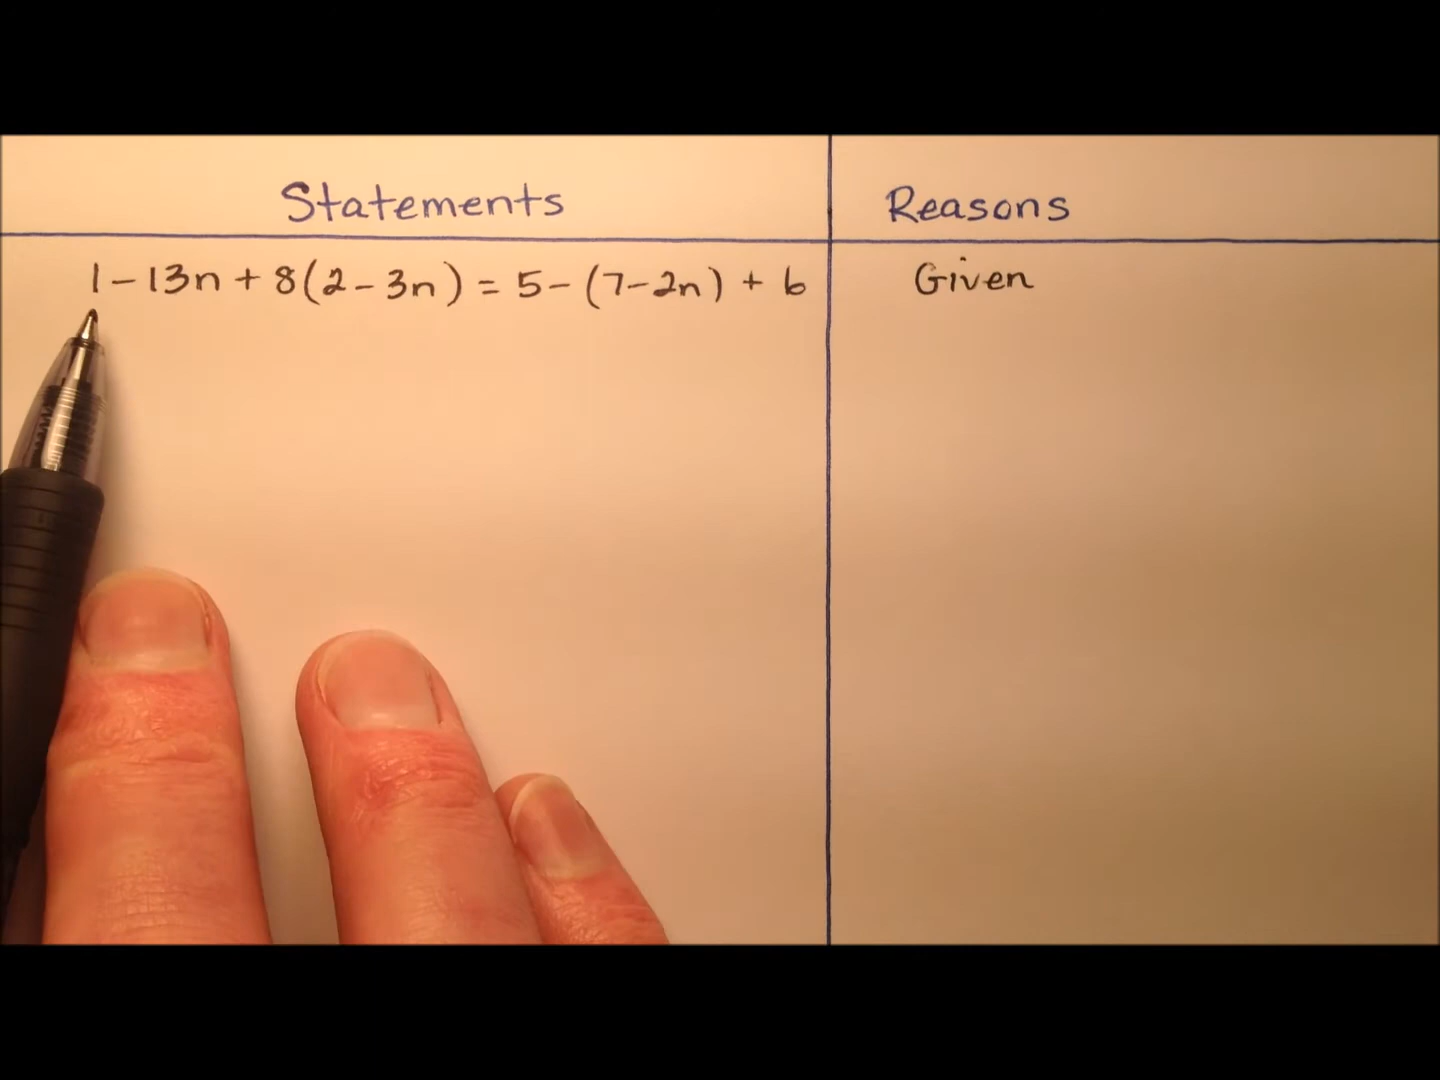 Statements Reasons
1 - 13n + 8(2 - 3n) = 5 - (7 - 2n) + 6 Given